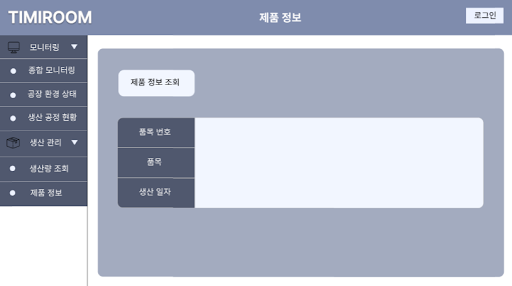 TIMIROOM
제품 정보
로그인
모니터링
종합 모니터링
공장 환경 상태
생산 공정 현황
생산 관리
생산량 조회
제품 정보
제품 정보 조회
품목 번호
품목
생산 일자